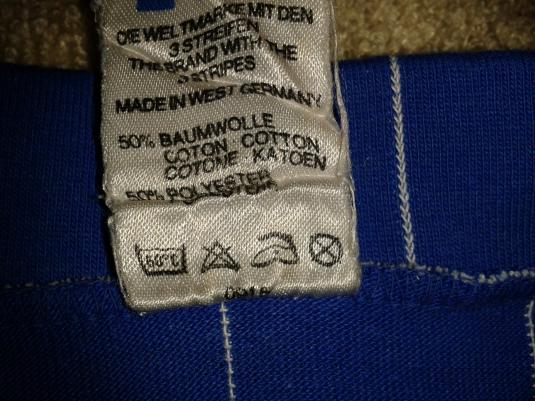 DIE WELTMARKE MIT DEN
3 STREIFEN
THE BRAND WITH THE
3 STRIPES
MADE IN WEST GERMANY
50% BAUMWOLLE
COTON COTTON
COTONE KATOEN
50% POLYESTER
60°C